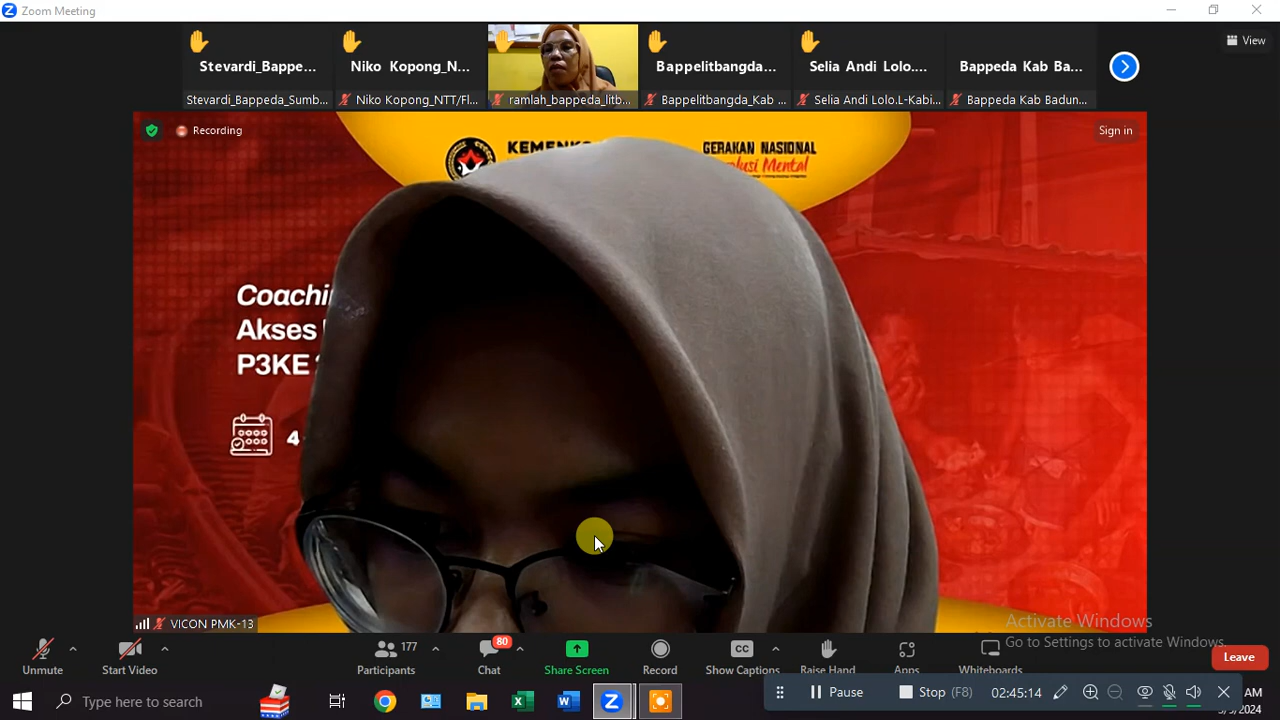 Zoom Meeting
View
Stevardi_Bappe...
Niko Kopong_N...
Bappelitbangda...
Selia Andi Lolo....
Bappeda Kab Ba...
Stevardi_Bappeda_Sumb...
Niko Kopong_NTT/Fl...
ramlah_bappeda_litb...
Bappelitbangda_Kab ...
Selia Andi Lolo.L-Kabi...
Bappeda Kab Badun...
Recording
Sign in
GERAKAN NASIONAL
Akses
P3KE
4
VICON PMK-13
Activate Windows
Go to Settings to activate Windows.
Unmute
Start Video
177
Participants
80
Chat
Share Screen
Record
CC
Show Captions
Raise Hand
Apps
Whiteboards
Leave
Type here to search
Pause
Stop (F8)
02:45:14
AM